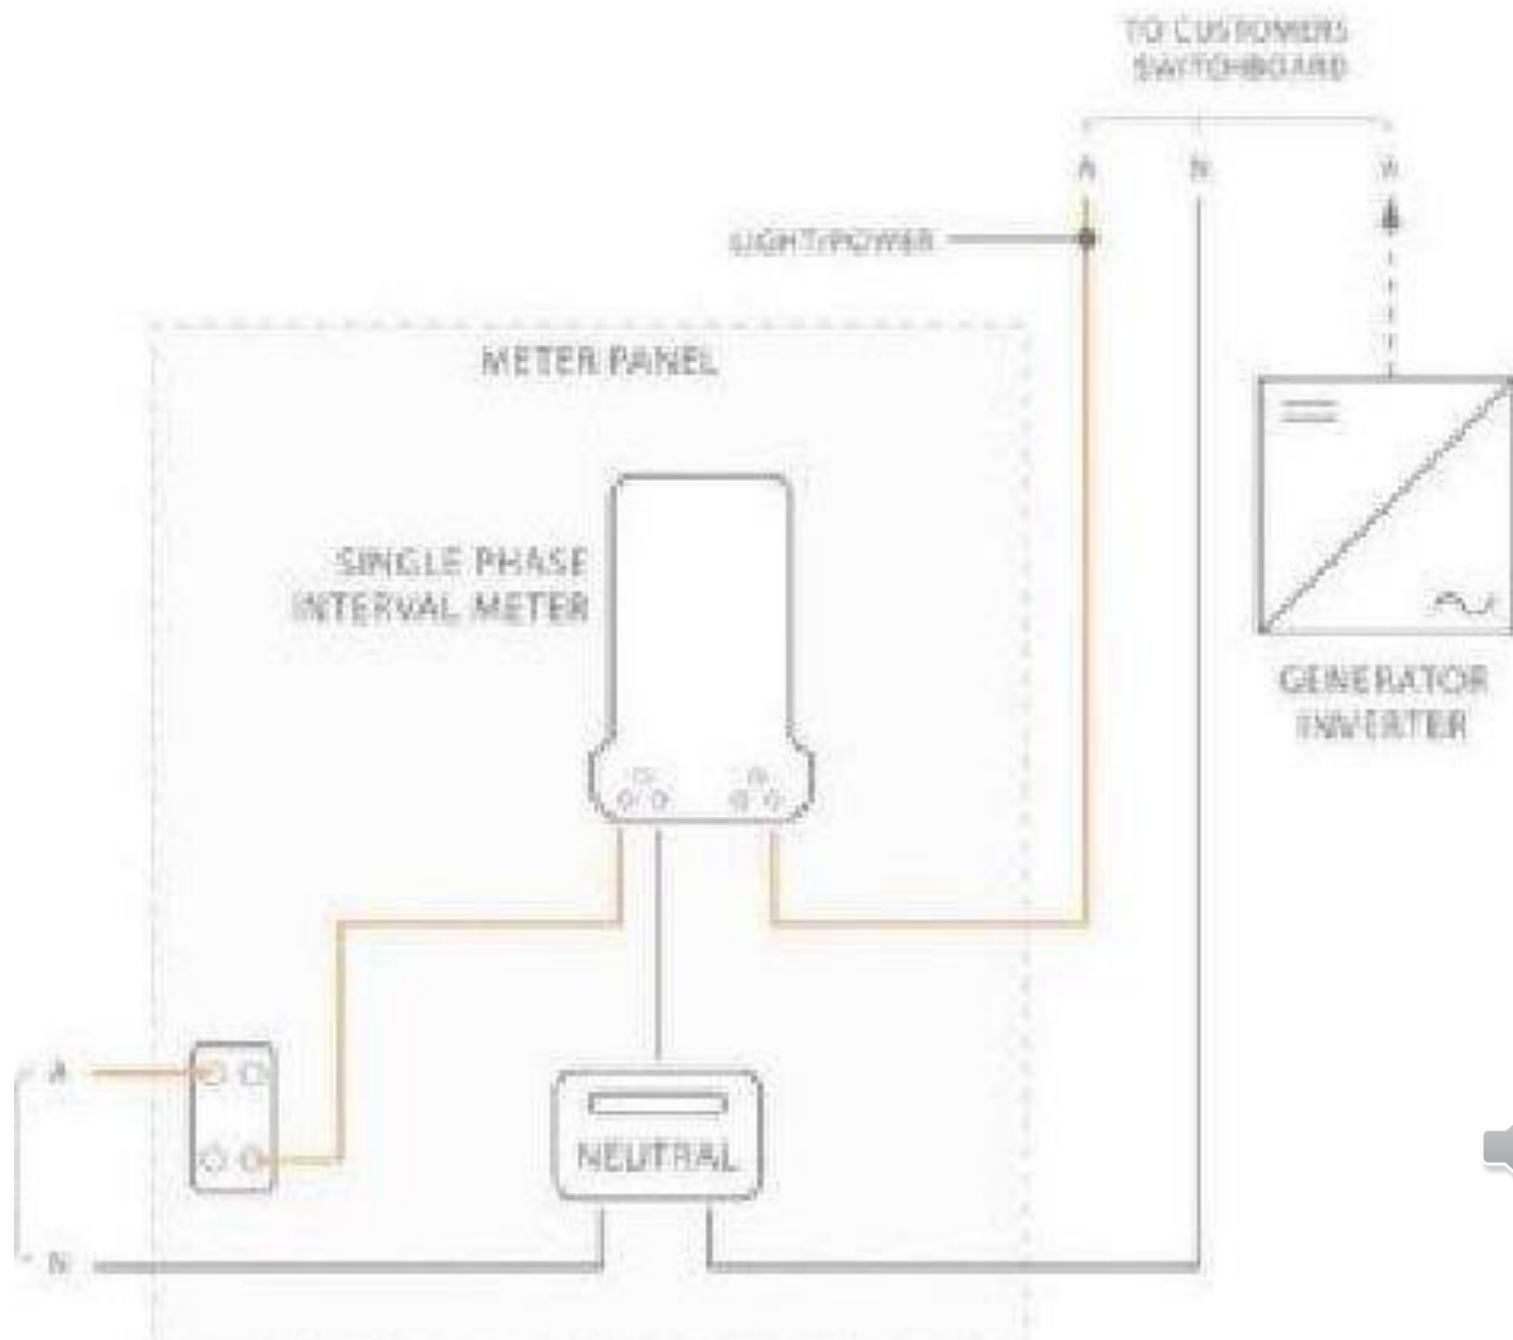 TO CUSTOMERS
SWITCHBOARD
A N A
LIGHT/POWER
METER PANEL
SINGLE PHASE
INTERVAL METER
GENERATOR
INVERTER
A
NEUTRAL
N